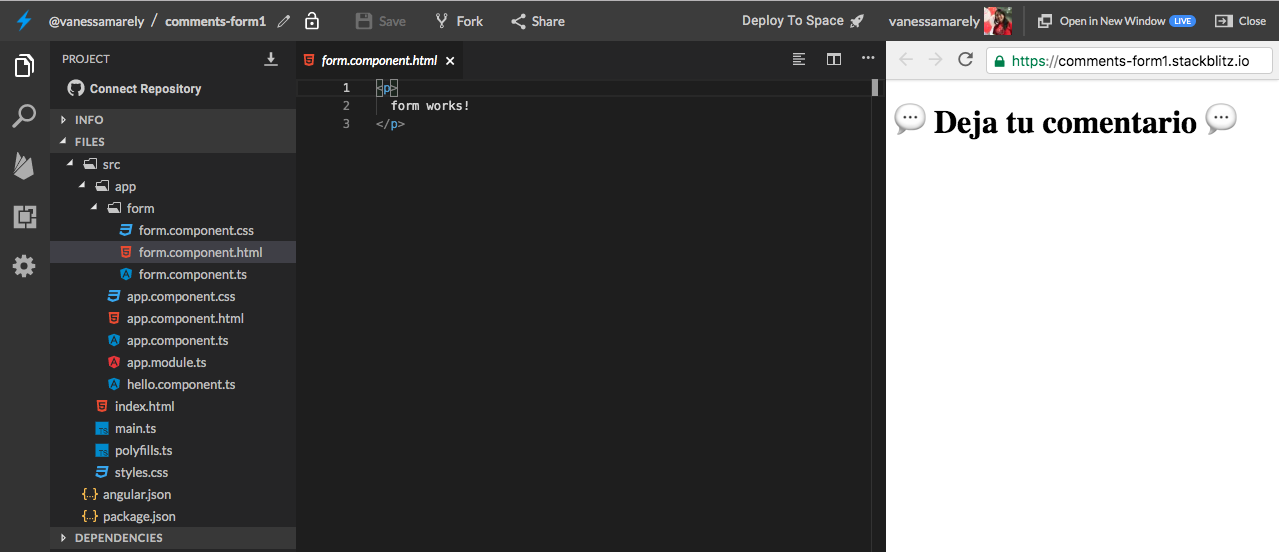 @vanessamarely / comments-form1 Save Fork Share Deploy To Space vanessamarely Open in New Window LIVE Close
PROJECT
Connect Repository
INFO
FILES
src
app
form
form.component.css
form.component.html
form.component.ts
app.component.css
app.component.html
app.component.ts
app.module.ts
hello.component.ts
index.html
TS main.ts
TS polyfills.ts
styles.css
{..} angular.json
{..} package.json
DEPENDENCIES
form.component.html ×
1 <p>
2 form works!
3 </p>
https://comments-form1.stackblitz.io
💬 Deja tu comentario 💬